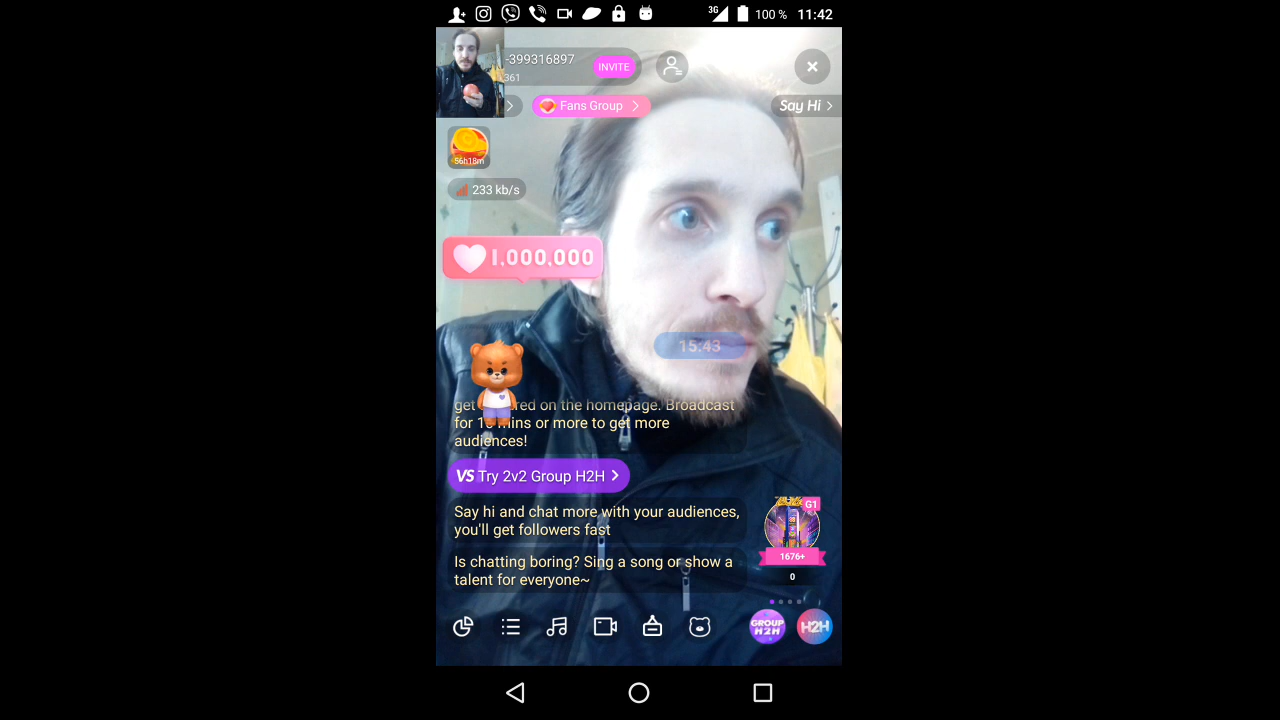 3G 100 % 11:42
-399316897
INVITE
361
Fans Group
Say Hi
56h18m
233 kb/s
1,000,000
15:43
get on the homepage. Broadcast
for mins or more to get more
audiences!
VS Try 2v2 Group H2H
Say hi and chat more with your audiences,
you'll get followers fast
G1
1676+
Is chatting boring? Sing a song or show a
talent for everyone~
0
GROUP
H2H
H2H